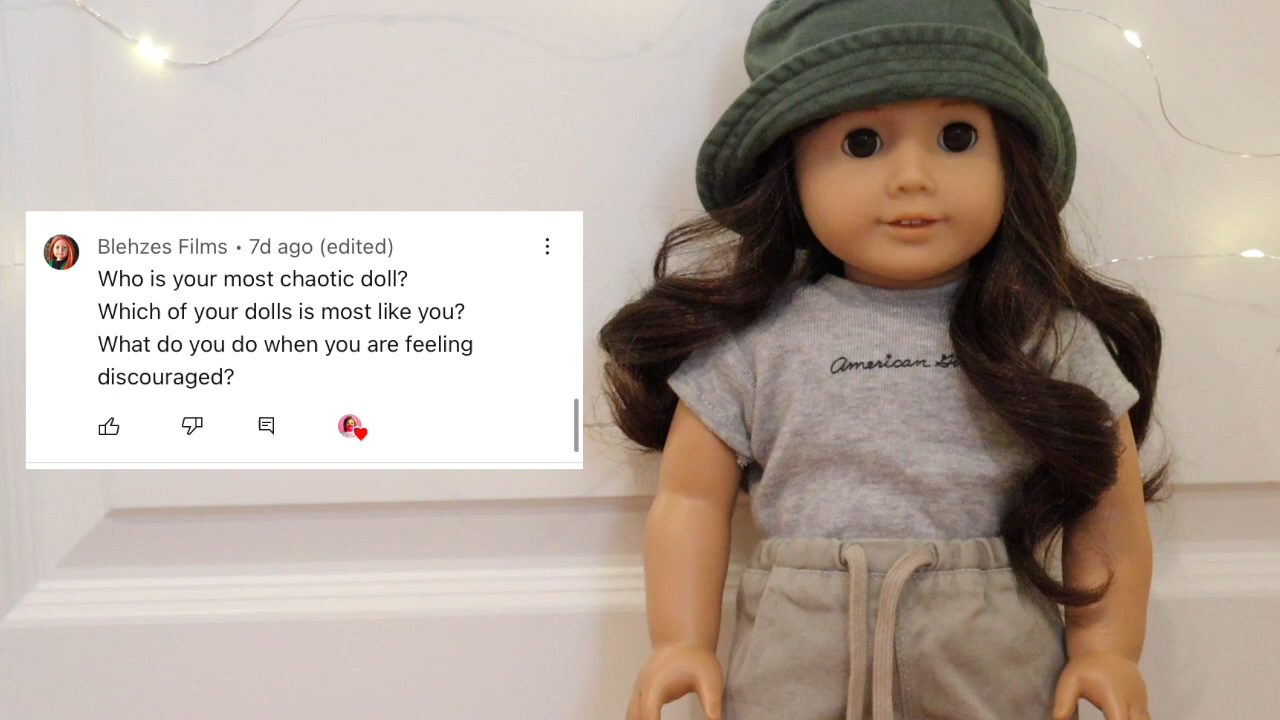 Blehzes Films • 7d ago (edited)
Who is your most chaotic doll?
Which of your dolls is most like you?
What do you do when you are feeling
discouraged?
American